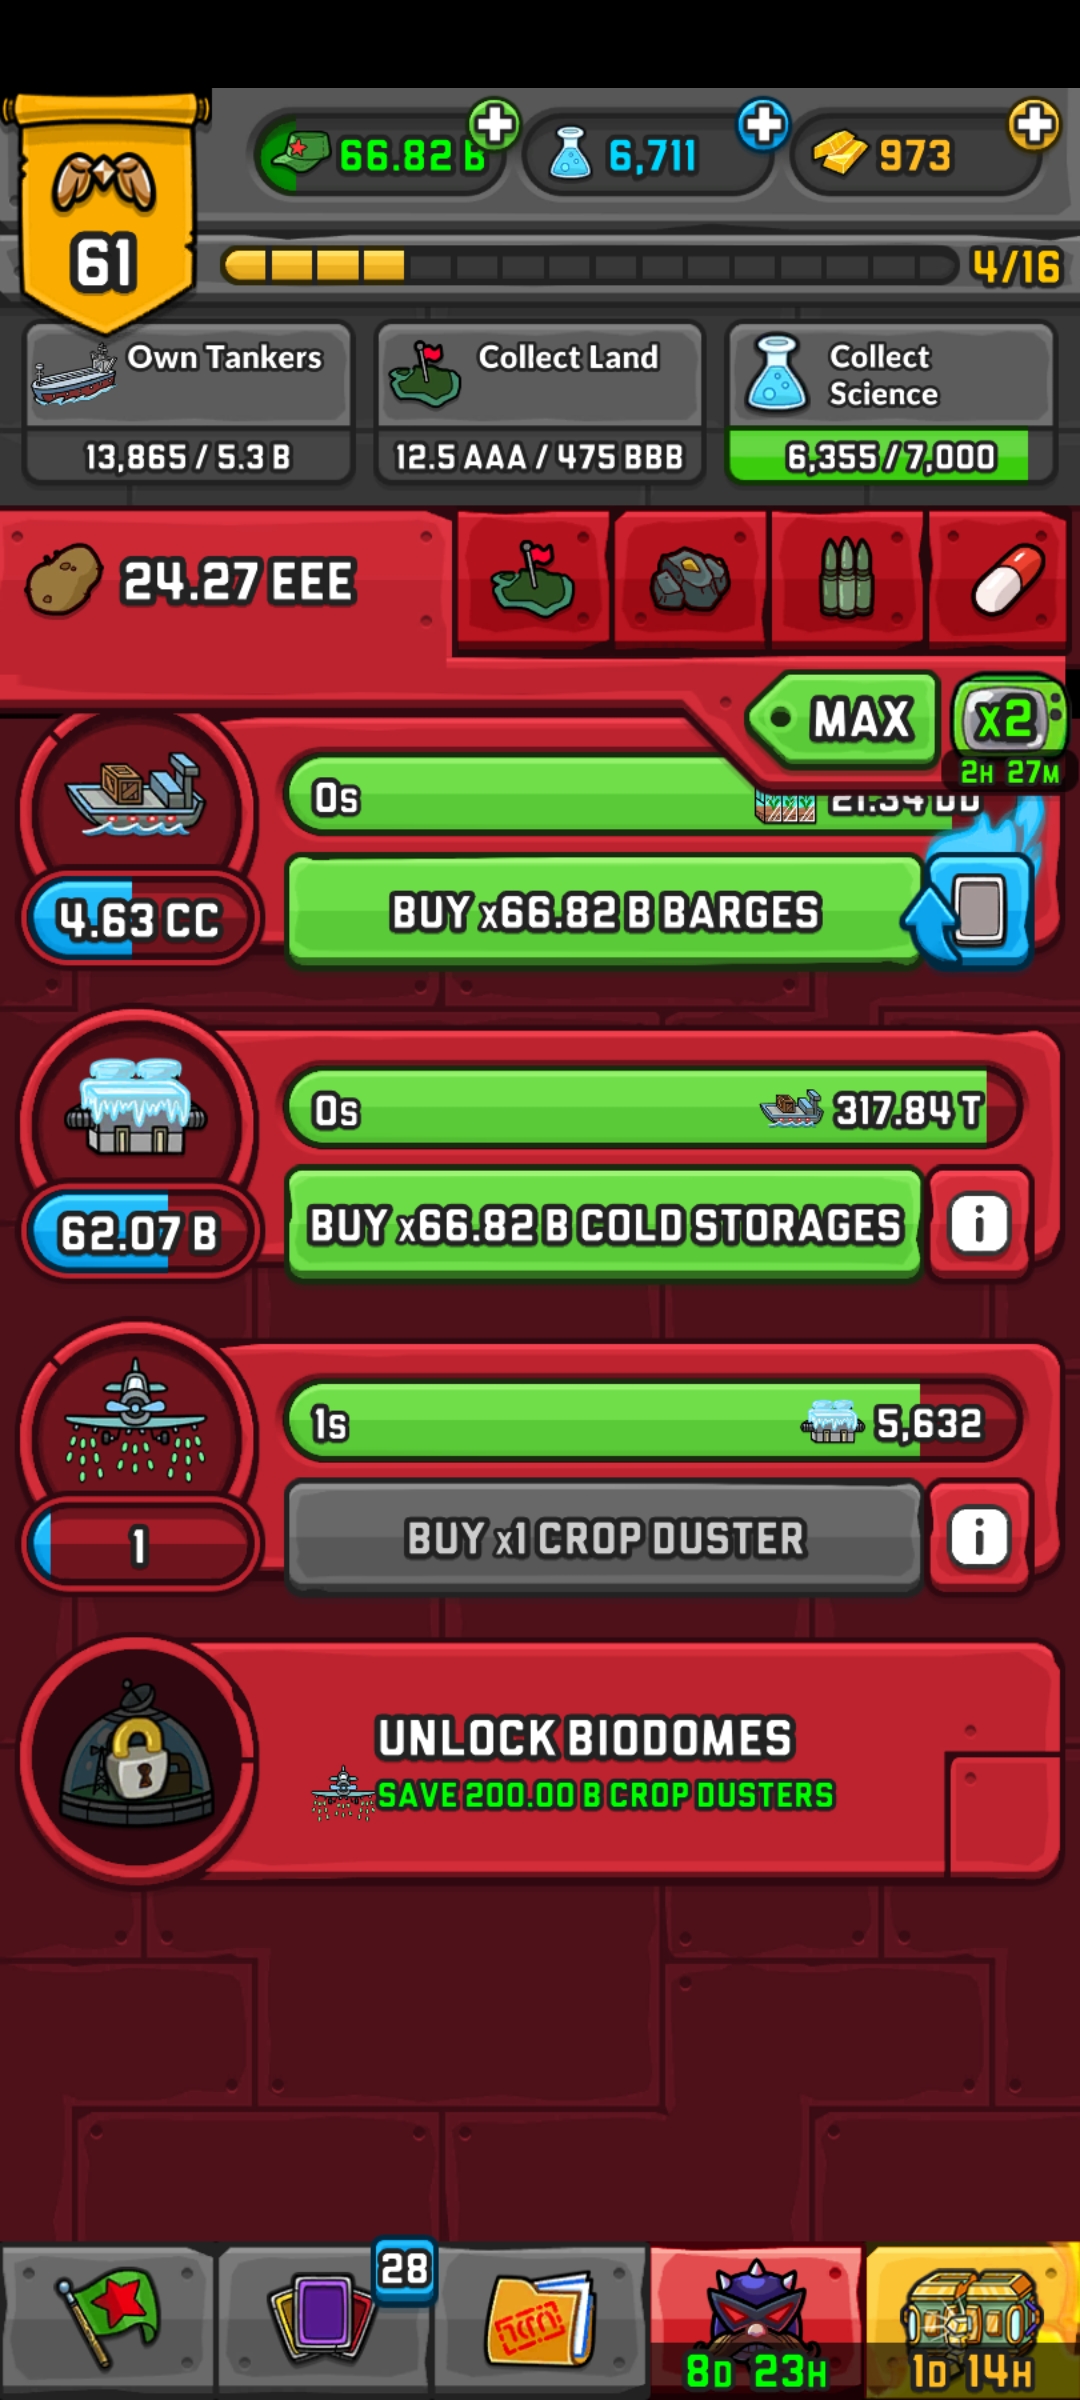 66.82 B
6,711
973
61
4/16
Own Tankers
Collect Land
Collect
Science
13,865 / 5.3 B
12.5 AAA / 475 BBB
6,355 / 7,000
24.27 EEE
MAX
x2
2H 27M
0s
4.63 CC
BUY x66.82 B BARGES
0s
317.84 T
62.07 B
BUY x66.82 B COLD STORAGES
i
1s
5,632
1
BUY x1 CROP DUSTER
i
UNLOCK BIODOMES
SAVE 200.00 B CROP DUSTERS
28
8D 23H
1D 14H